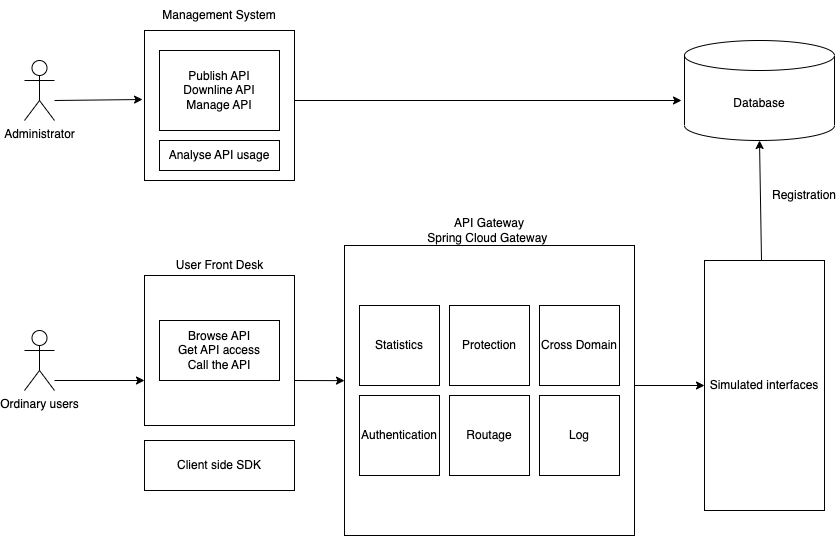 Management System
Publish API
Downline API
Manage API
Analyse API usage
Administrator
Database
Registration
API Gateway
Spring Cloud Gateway
User Front Desk
Browse API
Get API access
Call the API
Ordinary users
Client side SDK
Statistics
Protection
Cross Domain
Authentication
Routage
Log
Simulated interfaces